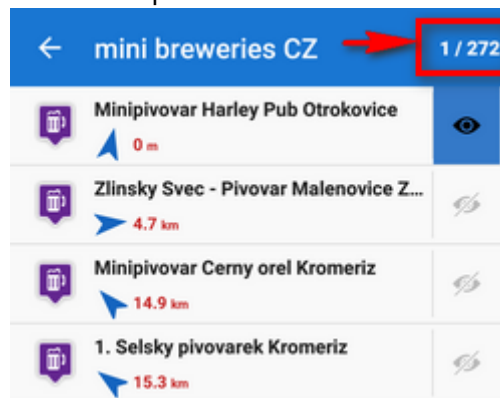 mini breweries CZ
1 / 272
Minipivovar Harley Pub Otrokovice
0 m
Zlinsky Svec - Pivovar Malenovice Z...
4.7 km
Minipivovar Cerny orel Kromeriz
14.9 km
1. Selsky pivovarek Kromeriz
15.3 km